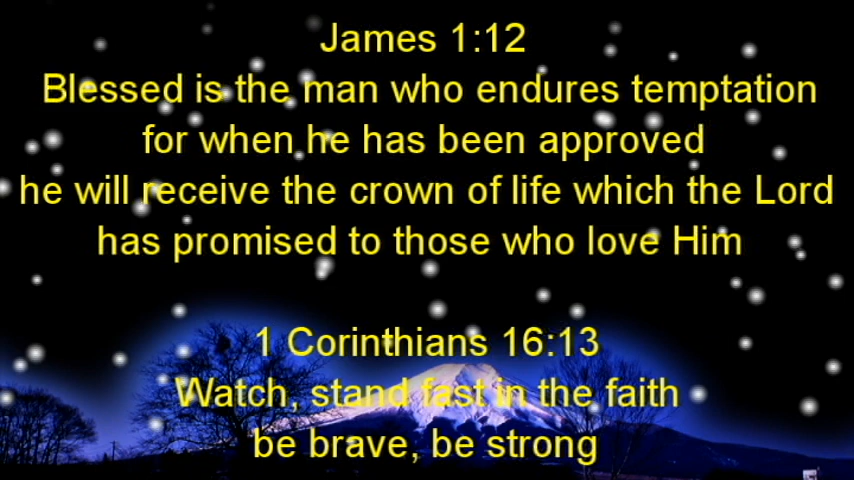 James 1:12
Blessed is the man who endures temptation
for when he has been approved
he will receive the crown of life which the Lord
has promised to those who love Him
1 Corinthians 16:13
Watch, stand fast in the faith
be brave, be strong